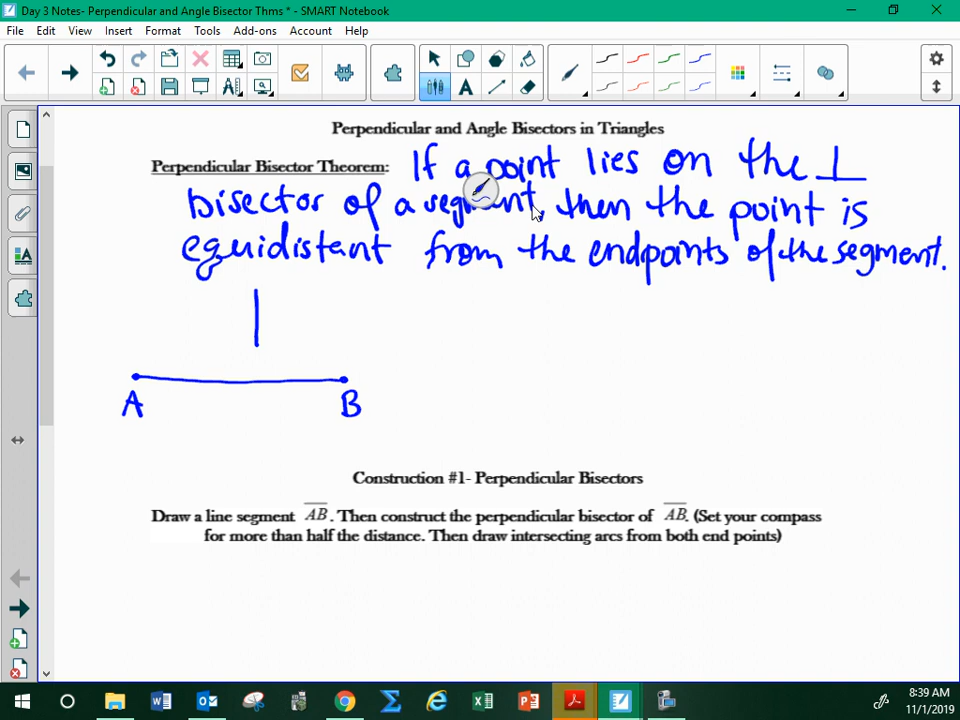 Day 3 Notes- Perpendicular and Angle Bisector Thms * - SMART Notebook
File Edit View Insert Format Tools Add-ons Account Help
Perpendicular and Angle Bisectors in Triangles
Perpendicular Bisector Theorem: If a point lies on the ⊥
bisector of a segment, then the point is
equidistant from the endpoints of the segment.
A B
Construction #1- Perpendicular Bisectors
Draw a line segment AB. Then construct the perpendicular bisector of AB. (Set your compass
for more than half the distance. Then draw intersecting arcs from both end points)
8:39 AM
11/1/2019